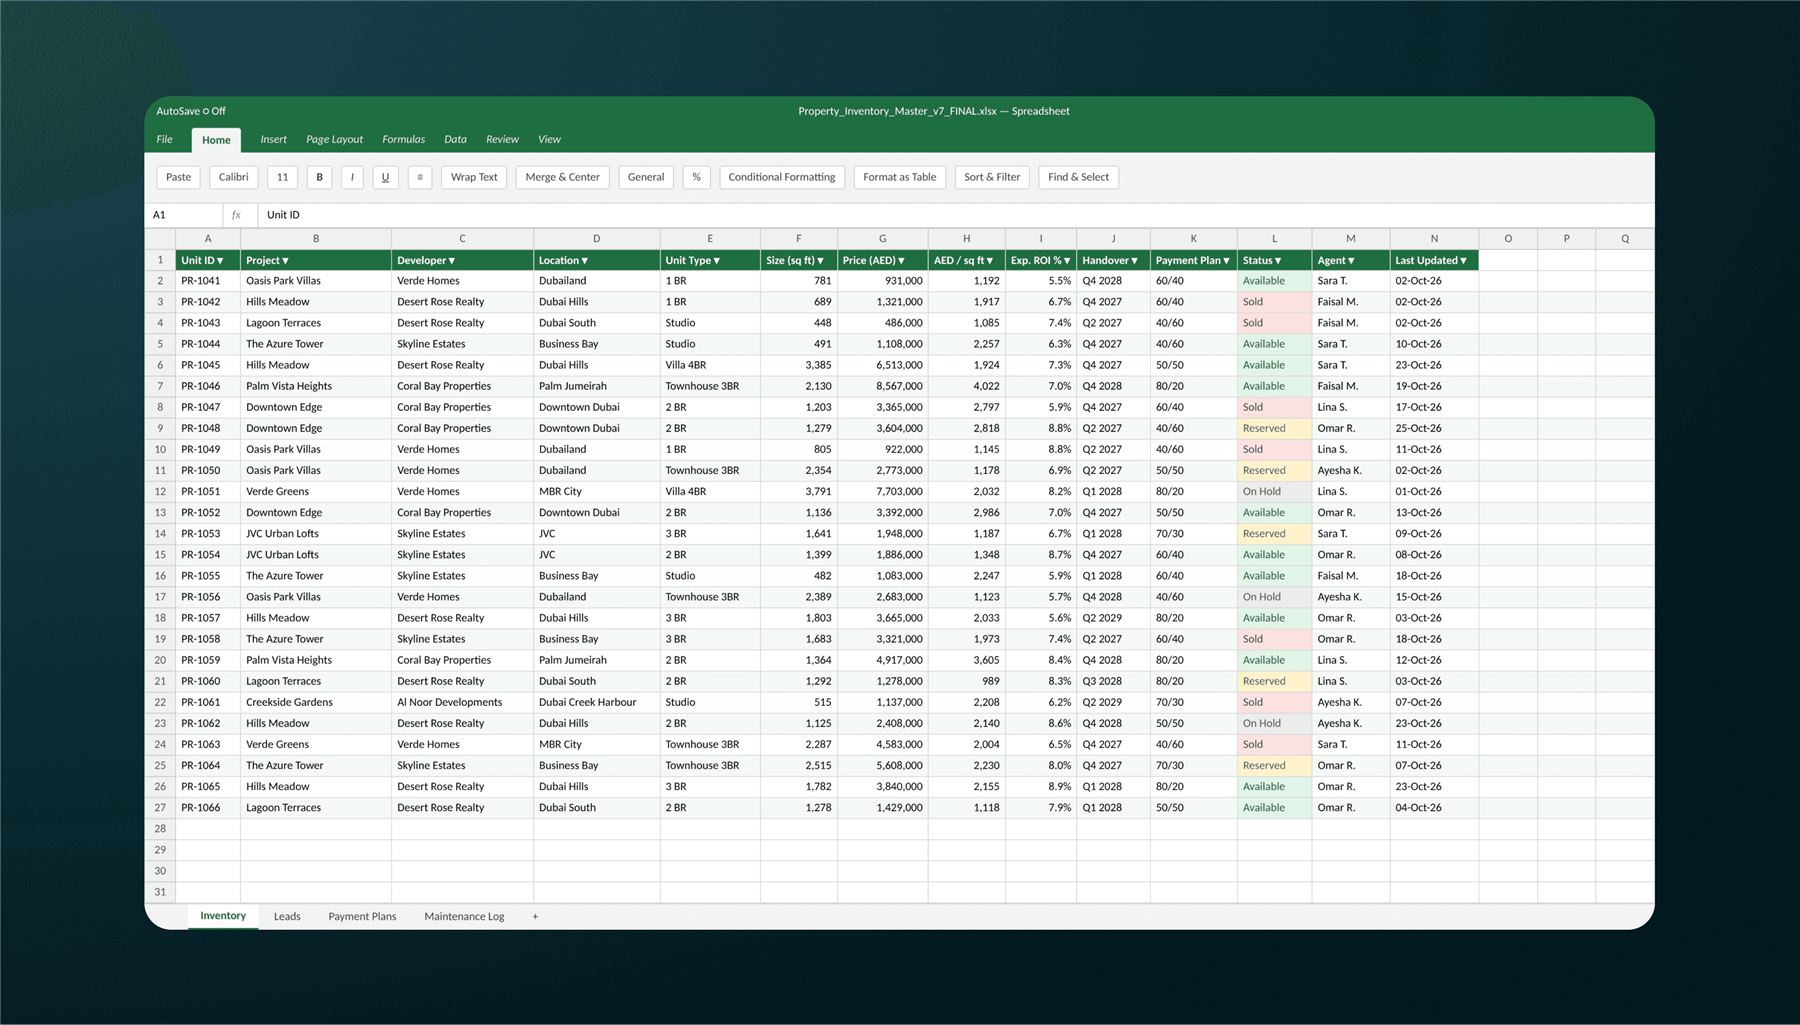 AutoSave Off
Property_Inventory_Master_v7_FINAL.xlsx — Spreadsheet
File Home Insert Page Layout Formulas Data Review View
Paste Calibri 11 B I U ≡ Wrap Text Merge & Center General % Conditional Formatting Format as Table Sort & Filter Find & Select
A1 fx Unit ID
A B C D E F G H I J K L M N O P Q
1 Unit ID ▼ Project ▼ Developer ▼ Location ▼ Unit Type ▼ Size (sq ft) ▼ Price (AED) ▼ AED / sq ft ▼ Exp. ROI % ▼ Handover ▼ Payment Plan ▼ Status ▼ Agent ▼ Last Updated ▼
2 PR-1041 Oasis Park Villas Verde Homes Dubailand 1 BR 781 931,000 1,192 5.5% Q4 2028 60/40 Available Sara T. 02-Oct-26
3 PR-1042 Hills Meadow Desert Rose Realty Dubai Hills 1 BR 689 1,321,000 1,917 6.7% Q4 2028 60/40 Sold Faisal M. 02-Oct-26
4 PR-1043 Lagoon Terraces Desert Rose Realty Dubai South Studio 448 486,000 1,085 7.4% Q2 2027 40/60 Sold Faisal M. 02-Oct-26
5 PR-1044 The Azure Tower Skyline Estates Business Bay Studio 491 1,108,000 2,257 6.3% Q4 2027 40/60 Available Sara T. 10-Oct-26
6 PR-1045 Hills Meadow Desert Rose Realty Dubai Hills Villa 4BR 3,385 6,513,000 1,924 7.3% Q4 2027 50/50 Available Sara T. 23-Oct-26
7 PR-1046 Palm Vista Heights Coral Bay Properties Palm Jumeirah Townhouse 3BR 2,130 8,567,000 4,022 7.0% Q4 2028 80/20 Available Faisal M. 19-Oct-26
8 PR-1047 Downtown Edge Coral Bay Properties Downtown Dubai 2 BR 1,203 3,365,000 2,797 5.9% Q4 2027 60/40 Sold Lina S. 17-Oct-26
9 PR-1048 Downtown Edge Coral Bay Properties Downtown Dubai 2 BR 1,279 3,604,000 2,818 8.8% Q2 2027 40/60 Reserved Omar R. 25-Oct-26
10 PR-1049 Oasis Park Villas Verde Homes Dubailand 1 BR 805 922,000 1,145 8.8% Q2 2027 40/60 Sold Lina S. 11-Oct-26
11 PR-1050 Oasis Park Villas Verde Homes Dubailand Townhouse 3BR 2,354 2,773,000 1,178 6.9% Q2 2027 50/50 Reserved Ayesha K. 02-Oct-26
12 PR-1051 Verde Greens Verde Homes MBR City Villa 4BR 3,791 7,703,000 2,032 8.2% Q1 2028 80/20 On Hold Lina S. 01-Oct-26
13 PR-1052 Downtown Edge Coral Bay Properties Downtown Dubai 2 BR 1,136 3,392,000 2,986 7.0% Q4 2027 50/50 Available Omar R. 13-Oct-26
14 PR-1053 JVC Urban Lofts Skyline Estates JVC 3 BR 1,641 1,948,000 1,187 6.7% Q1 2028 70/30 Reserved Sara T. 09-Oct-26
15 PR-1054 JVC Urban Lofts Skyline Estates JVC 2 BR 1,399 1,886,000 1,348 8.7% Q4 2027 60/40 Available Omar R. 08-Oct-26
16 PR-1055 The Azure Tower Skyline Estates Business Bay Studio 482 1,083,000 2,247 5.9% Q1 2028 60/40 Available Faisal M. 18-Oct-26
17 PR-1056 Oasis Park Villas Verde Homes Dubailand Townhouse 3BR 2,389 2,683,000 1,123 5.7% Q4 2028 40/60 On Hold Ayesha K. 15-Oct-26
18 PR-1057 Hills Meadow Desert Rose Realty Dubai Hills 3 BR 1,803 3,665,000 2,033 5.6% Q2 2029 80/20 Available Omar R. 03-Oct-26
19 PR-1058 The Azure Tower Skyline Estates Business Bay 3 BR 1,683 3,321,000 1,973 7.4% Q2 2027 60/40 Sold Omar R. 18-Oct-26
20 PR-1059 Palm Vista Heights Coral Bay Properties Palm Jumeirah 2 BR 1,364 4,917,000 3,605 8.4% Q4 2028 80/20 Available Lina S. 12-Oct-26
21 PR-1060 Lagoon Terraces Desert Rose Realty Dubai South 2 BR 1,292 1,278,000 989 8.3% Q3 2028 80/20 Reserved Lina S. 03-Oct-26
22 PR-1061 Creekside Gardens Al Noor Developments Dubai Creek Harbour Studio 515 1,137,000 2,208 6.2% Q2 2029 70/30 Sold Ayesha K. 07-Oct-26
23 PR-1062 Hills Meadow Desert Rose Realty Dubai Hills 2 BR 1,125 2,408,000 2,140 8.6% Q4 2028 50/50 On Hold Ayesha K. 23-Oct-26
24 PR-1063 Verde Greens Verde Homes MBR City Townhouse 3BR 2,287 4,583,000 2,004 6.5% Q4 2027 40/60 Sold Sara T. 11-Oct-26
25 PR-1064 The Azure Tower Skyline Estates Business Bay Townhouse 3BR 2,515 5,608,000 2,230 8.0% Q4 2027 70/30 Reserved Omar R. 07-Oct-26
26 PR-1065 Hills Meadow Desert Rose Realty Dubai Hills 3 BR 1,782 3,840,000 2,155 8.9% Q1 2028 80/20 Available Omar R. 23-Oct-26
27 PR-1066 Lagoon Terraces Desert Rose Realty Dubai South 2 BR 1,278 1,429,000 1,118 7.9% Q1 2028 50/50 Available Omar R. 04-Oct-26
28
29
30
31
Inventory Leads Payment Plans Maintenance Log +